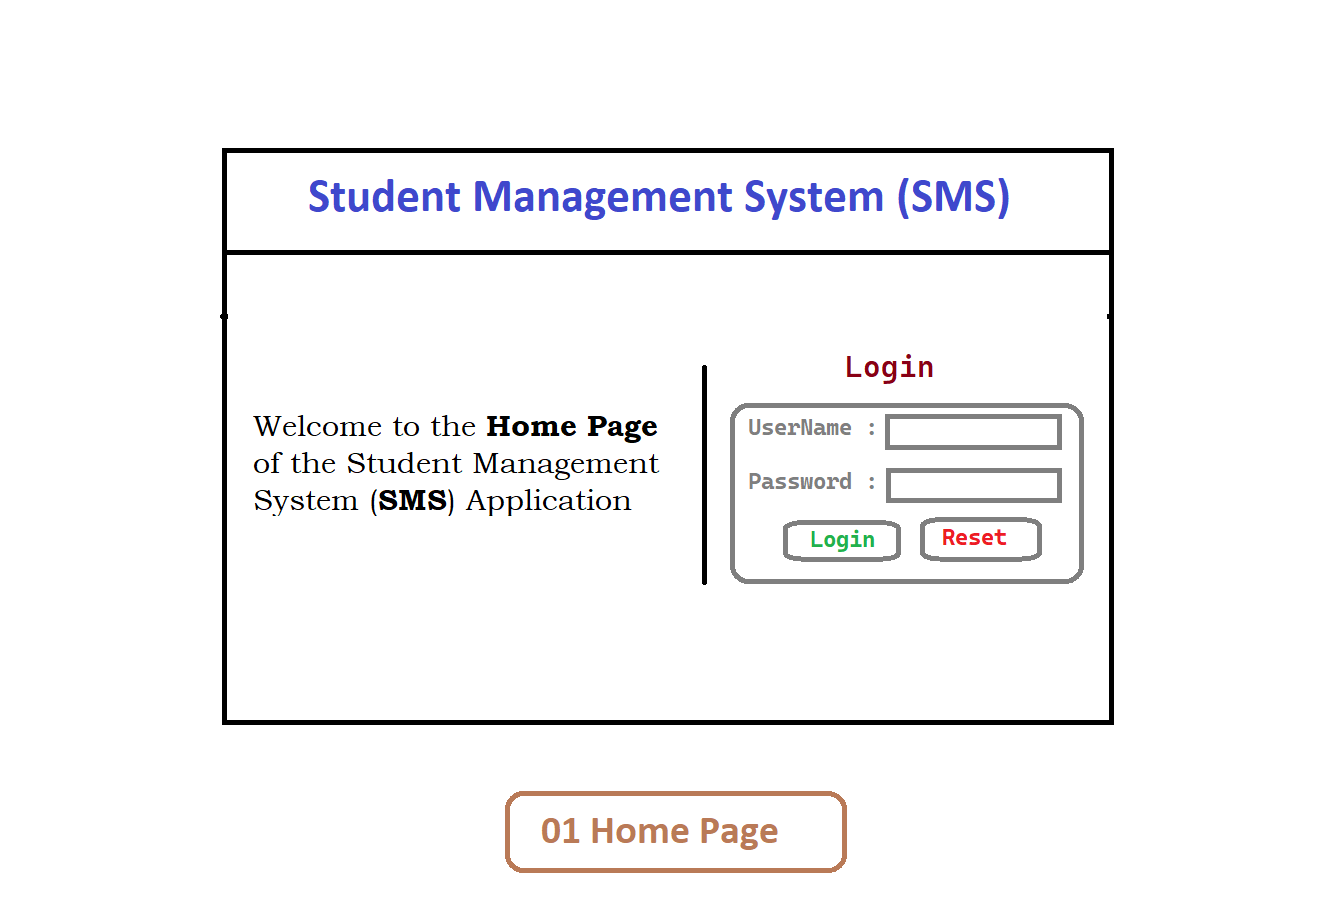 Student Management System (SMS)
Welcome to the Home Page
of the Student Management
System (SMS) Application
Login
UserName :
Password :
Login
Reset
01 Home Page